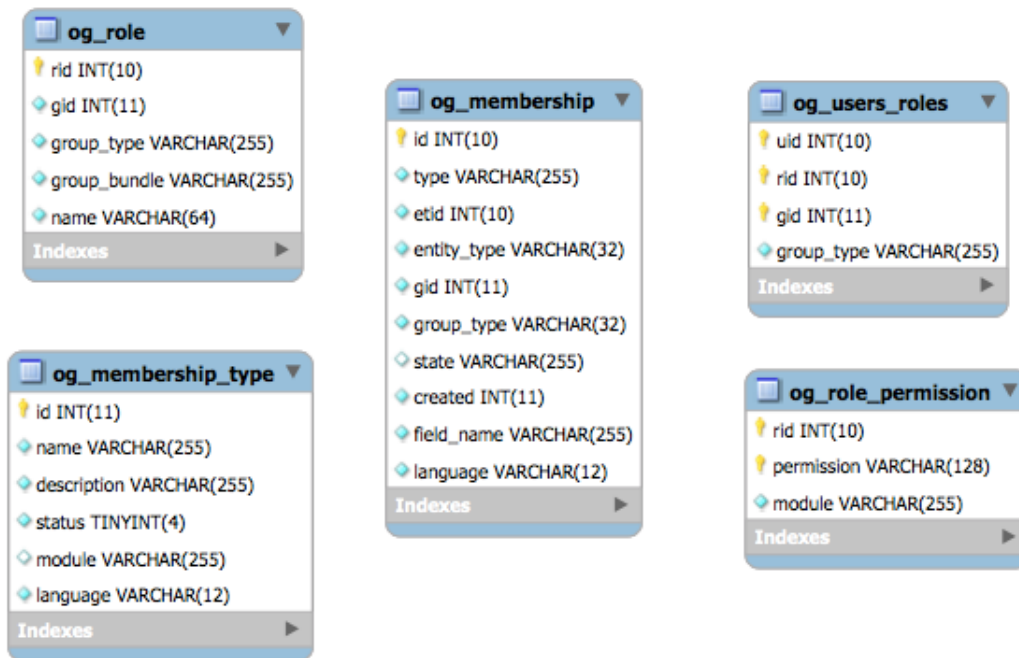 og_role
rid INT(10)
gid INT(11)
group_type VARCHAR(255)
group_bundle VARCHAR(255)
name VARCHAR(64)
Indexes
og_membership
id INT(10)
type VARCHAR(255)
etid INT(10)
entity_type VARCHAR(32)
gid INT(11)
group_type VARCHAR(32)
state VARCHAR(255)
created INT(11)
field_name VARCHAR(255)
language VARCHAR(12)
Indexes
og_users_roles
uid INT(10)
rid INT(10)
gid INT(11)
group_type VARCHAR(255)
Indexes
og_membership_type
id INT(11)
name VARCHAR(255)
description VARCHAR(255)
status TINYINT(4)
module VARCHAR(255)
language VARCHAR(12)
Indexes
og_role_permission
rid INT(10)
permission VARCHAR(128)
module VARCHAR(255)
Indexes